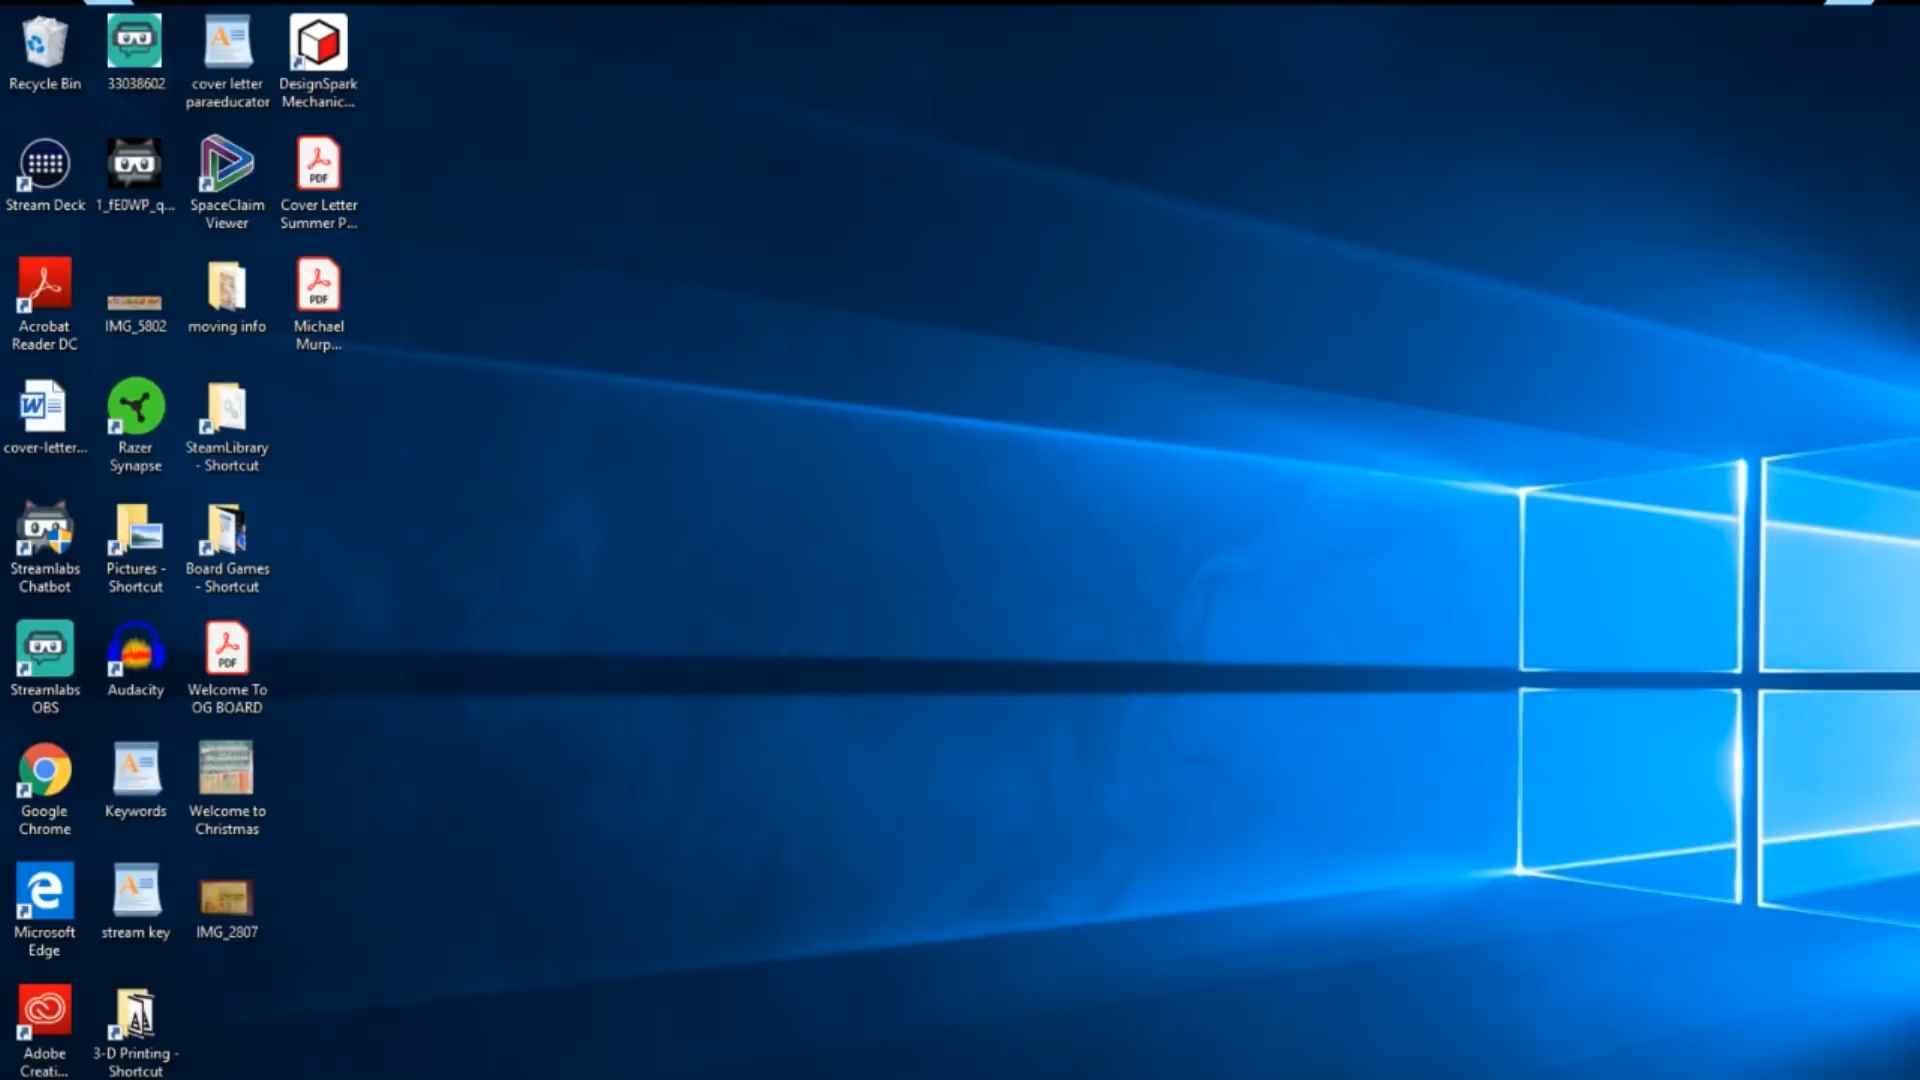 Recycle Bin
33038602
cover letter
paraeducator
DesignSpark
Mechanic...
Stream Deck
1_fE0WP_q...
SpaceClaim
Viewer
PDF
Cover Letter
Summer P...
Acrobat
Reader DC
IMG_5802
moving info
PDF
Michael
Murp...
W
cover-letter...
Razer
Synapse
SteamLibrary
- Shortcut
Streamlabs
Chatbot
Pictures -
Shortcut
Board Games
- Shortcut
Streamlabs
OBS
Audacity
PDF
Welcome To
OG BOARD
Google
Chrome
Keywords
Welcome to
Christmas
Microsoft
Edge
stream key
IMG_2807
Adobe
Creati...
3-D Printing -
Shortcut